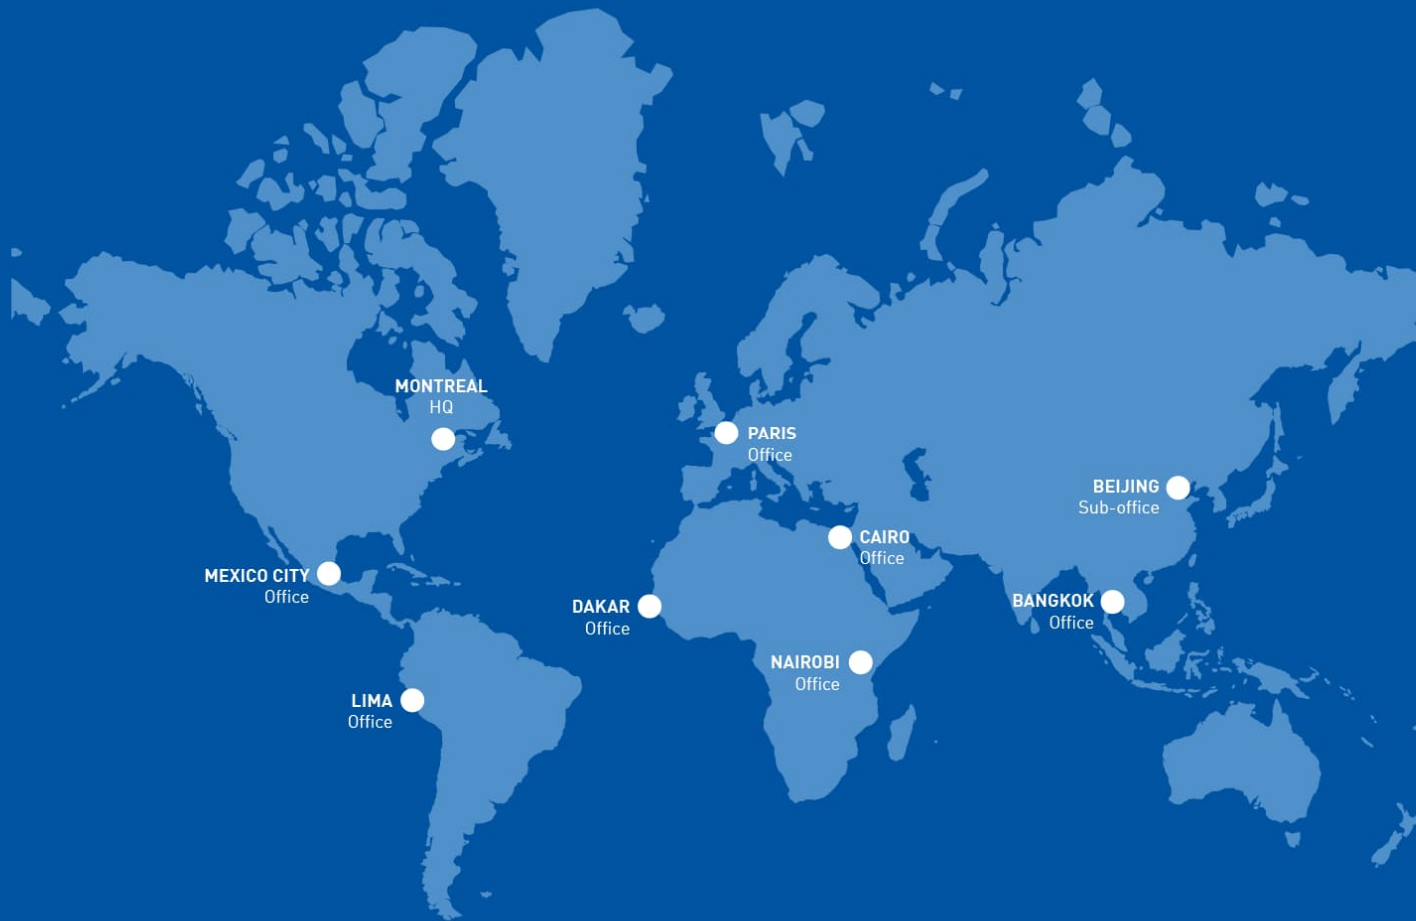 MONTREAL
HQ
PARIS
Office
BEIJING
Sub-office
CAIRO
Office
MEXICO CITY
Office
DAKAR
Office
BANGKOK
Office
NAIROBI
Office
LIMA
Office